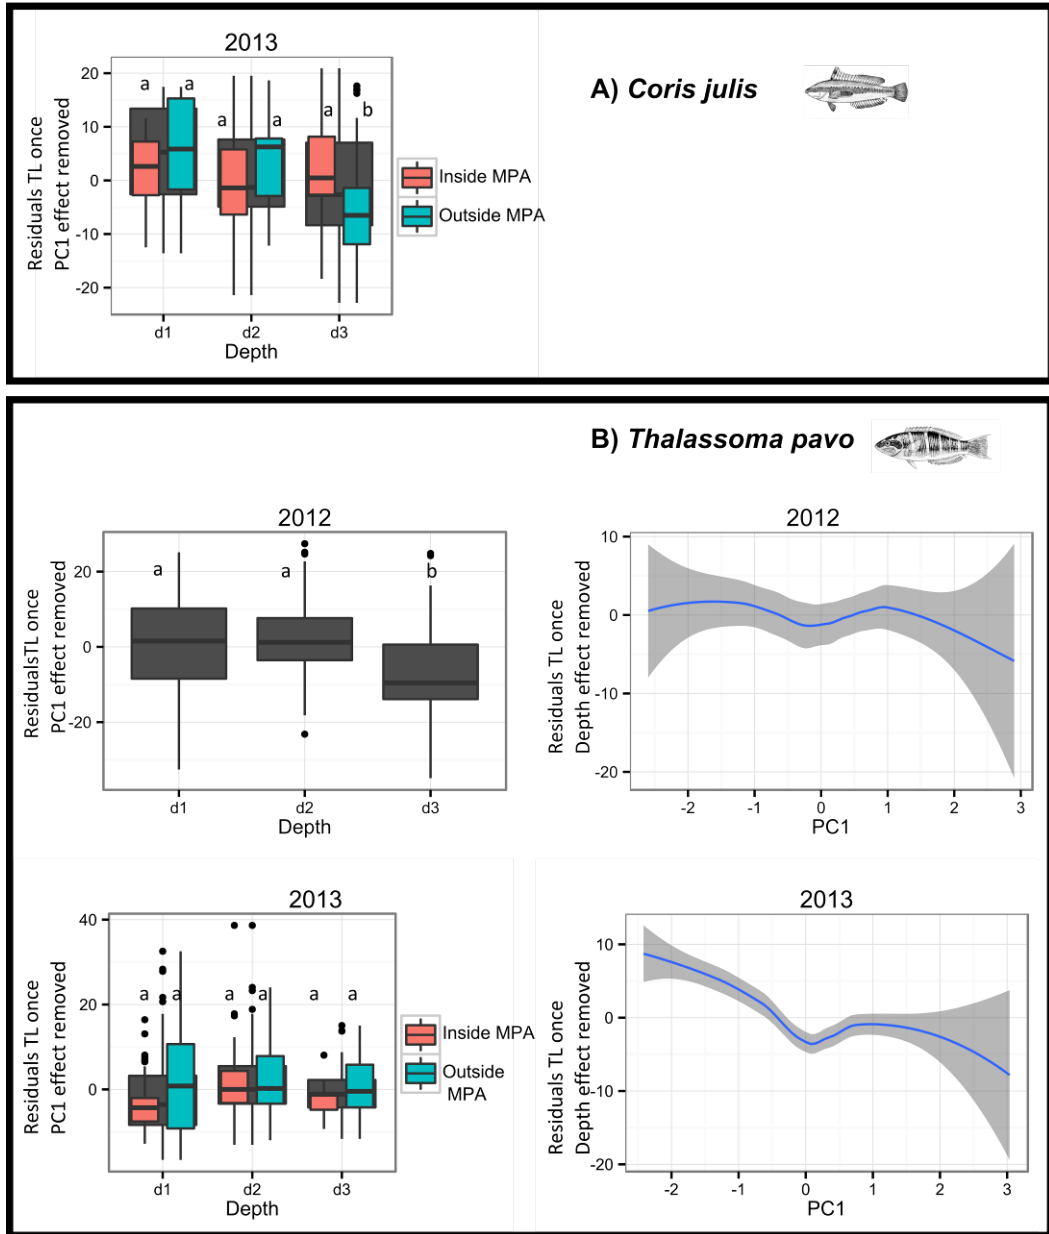 2013
A) Coris julis
Residuals TL once
PC1 effect removed
20
10
0
-10
-20
a
a
a
a
a
b
d1
d2
d3
Depth
Inside MPA
Outside MPA
B) Thalassoma pavo
2012
ResidualsTL once
PC1 effect removed
20
0
-20
a
a
b
d1
d2
d3
Depth
2012
Residuals TL once
Depth effect removed
10
0
-10
-20
-2
-1
0
1
2
3
PC1
2013
Residuals TL once
PC1 effect removed
40
20
0
a
a
a
a
a
a
d1
d2
d3
Depth
Inside MPA
Outside
MPA
2013
Residuals TL once
Depth effect removed
10
0
-10
-20
-2
-1
0
1
2
3
PC1